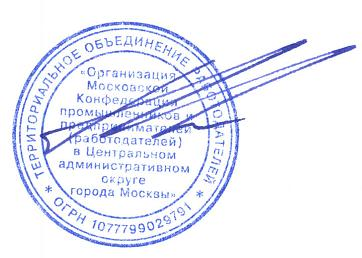 ТЕРРИТОРИАЛЬНОЕ ОБЪЕДИНЕНИЕ РАБОТОДАТЕЛЕЙ
«Организация
Московской
Конфедерации
промышленников и
предпринимателей
(работодателей)
в Центральном
административном
округе
города Москвы»
* ОГРН 1077799029791 *